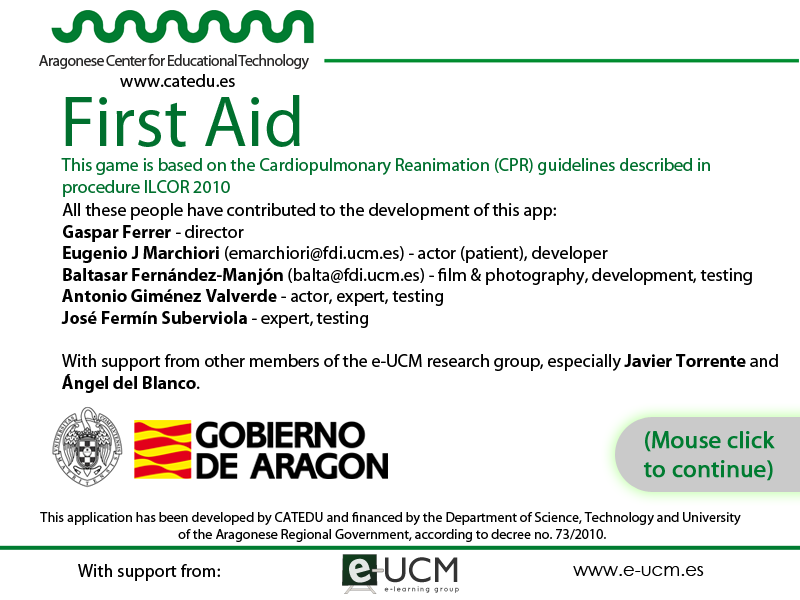 Aragonese Center for Educational Technology
www.catedu.es
First Aid
This game is based on the Cardiopulmonary Reanimation (CPR) guidelines described in
procedure ILCOR 2010
All these people have contributed to the development of this app:
Gaspar Ferrer - director
Eugenio J Marchiori (emarchiori@fdi.ucm.es) - actor (patient), developer
Baltasar Fernández-Manjón (balta@fdi.ucm.es) - film & photography, development, testing
Antonio Giménez Valverde - actor, expert, testing
José Fermín Suberviola - expert, testing
With support from other members of the e-UCM research group, especially Javier Torrente and
Ángel del Blanco.
GOBIERNO
DE ARAGON
(Mouse click
to continue)
This application has been developed by CATEDU and financed by the Department of Science, Technology and University
of the Aragonese Regional Government, according to decree no. 73/2010.
With support from:
e-UCM
e-learning group
www.e-ucm.es